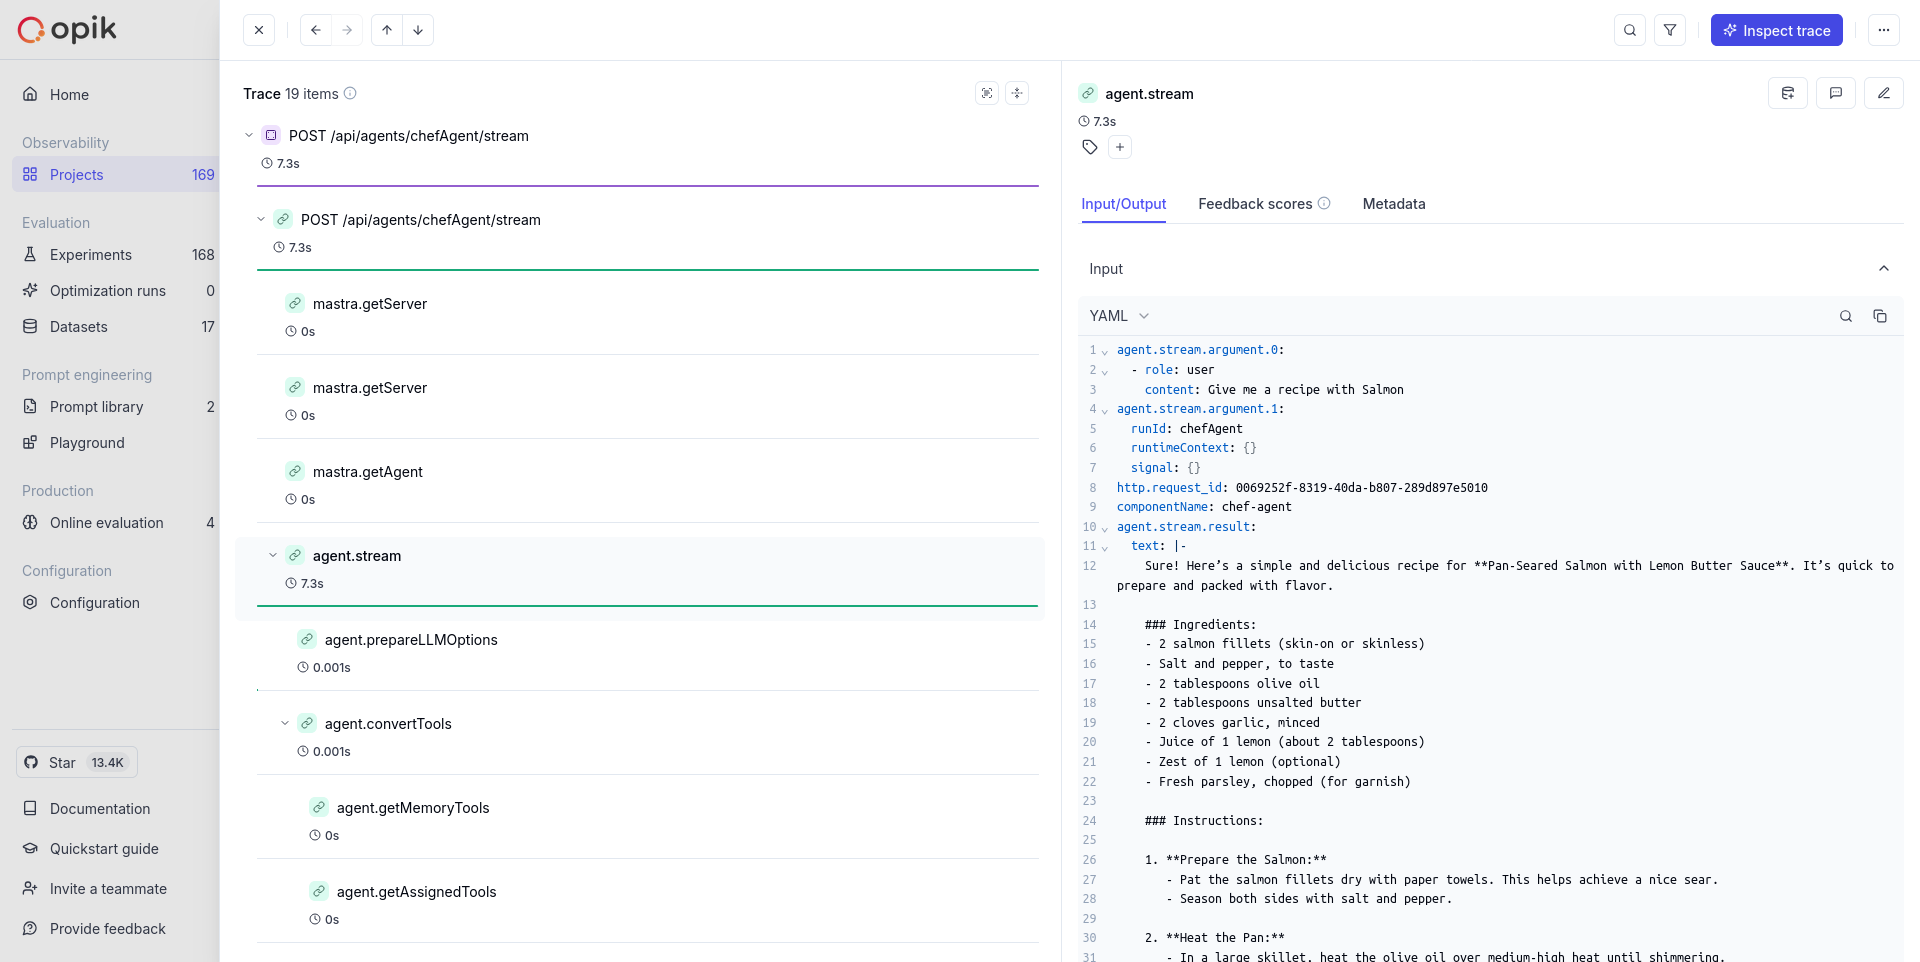 opik
Inspect trace
Home
Observability
Projects 169
Evaluation
Experiments 168
Optimization runs 0
Datasets 17
Prompt engineering
Prompt library 2
Playground
Production
Online evaluation 4
Configuration
Configuration
Star 13.4K
Documentation
Quickstart guide
Invite a teammate
Provide feedback
Trace 19 items
POST /api/agents/chefAgent/stream
7.3s
POST /api/agents/chefAgent/stream
7.3s
mastra.getServer
0s
mastra.getServer
0s
mastra.getAgent
0s
agent.stream
7.3s
agent.prepareLLMOptions
0.001s
agent.convertTools
0.001s
agent.getMemoryTools
0s
agent.getAssignedTools
0s
agent.stream
7.3s
Input/Output Feedback scores Metadata
Input
YAML
1 agent.stream.argument.0:
2 - role: user
3 content: Give me a recipe with Salmon
4 agent.stream.argument.1:
5 runId: chefAgent
6 runtimeContext: {}
7 signal: {}
8 http.request_id: 0069252f-8319-40da-b807-289d897e5010
9 componentName: chef-agent
10 agent.stream.result:
11 text: |-
12 Sure! Here’s a simple and delicious recipe for **Pan-Seared Salmon with Lemon Butter Sauce**. It’s quick to
prepare and packed with flavor.
13
14 ### Ingredients:
15 - 2 salmon fillets (skin-on or skinless)
16 - Salt and pepper, to taste
17 - 2 tablespoons olive oil
18 - 2 tablespoons unsalted butter
19 - 2 cloves garlic, minced
20 - Juice of 1 lemon (about 2 tablespoons)
21 - Zest of 1 lemon (optional)
22 - Fresh parsley, chopped (for garnish)
23
24 ### Instructions:
25
26 1. **Prepare the Salmon:**
27 - Pat the salmon fillets dry with paper towels. This helps achieve a nice sear.
28 - Season both sides with salt and pepper.
29
30 2. **Heat the Pan:**
31 - In a large skillet, heat the olive oil over medium-high heat until shimmering.